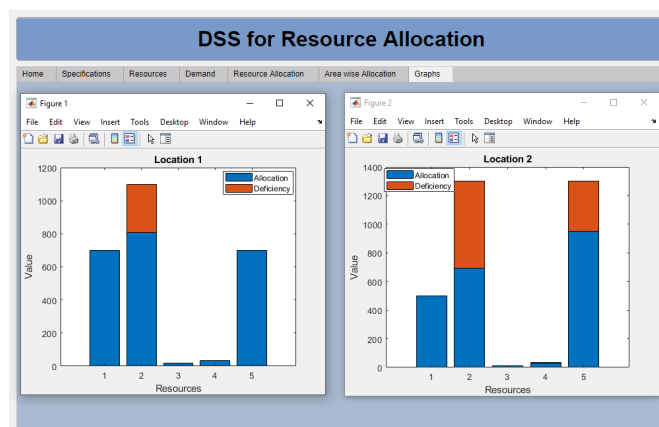 DSS for Resource Allocation
Home Specifications Resources Demand Resource Allocation Area wise Allocation Graphs
Figure 1
File Edit View Insert Tools Desktop Window Help
Location 1
Allocation
Deficiency
1200
1000
800
600
400
200
0
Value
1 2 3 4 5
Resources
Figure 2
File Edit View Insert Tools Desktop Window Help
Location 2
Allocation
Deficiency
1400
1200
1000
800
600
400
200
0
Value
1 2 3 4 5
Resources